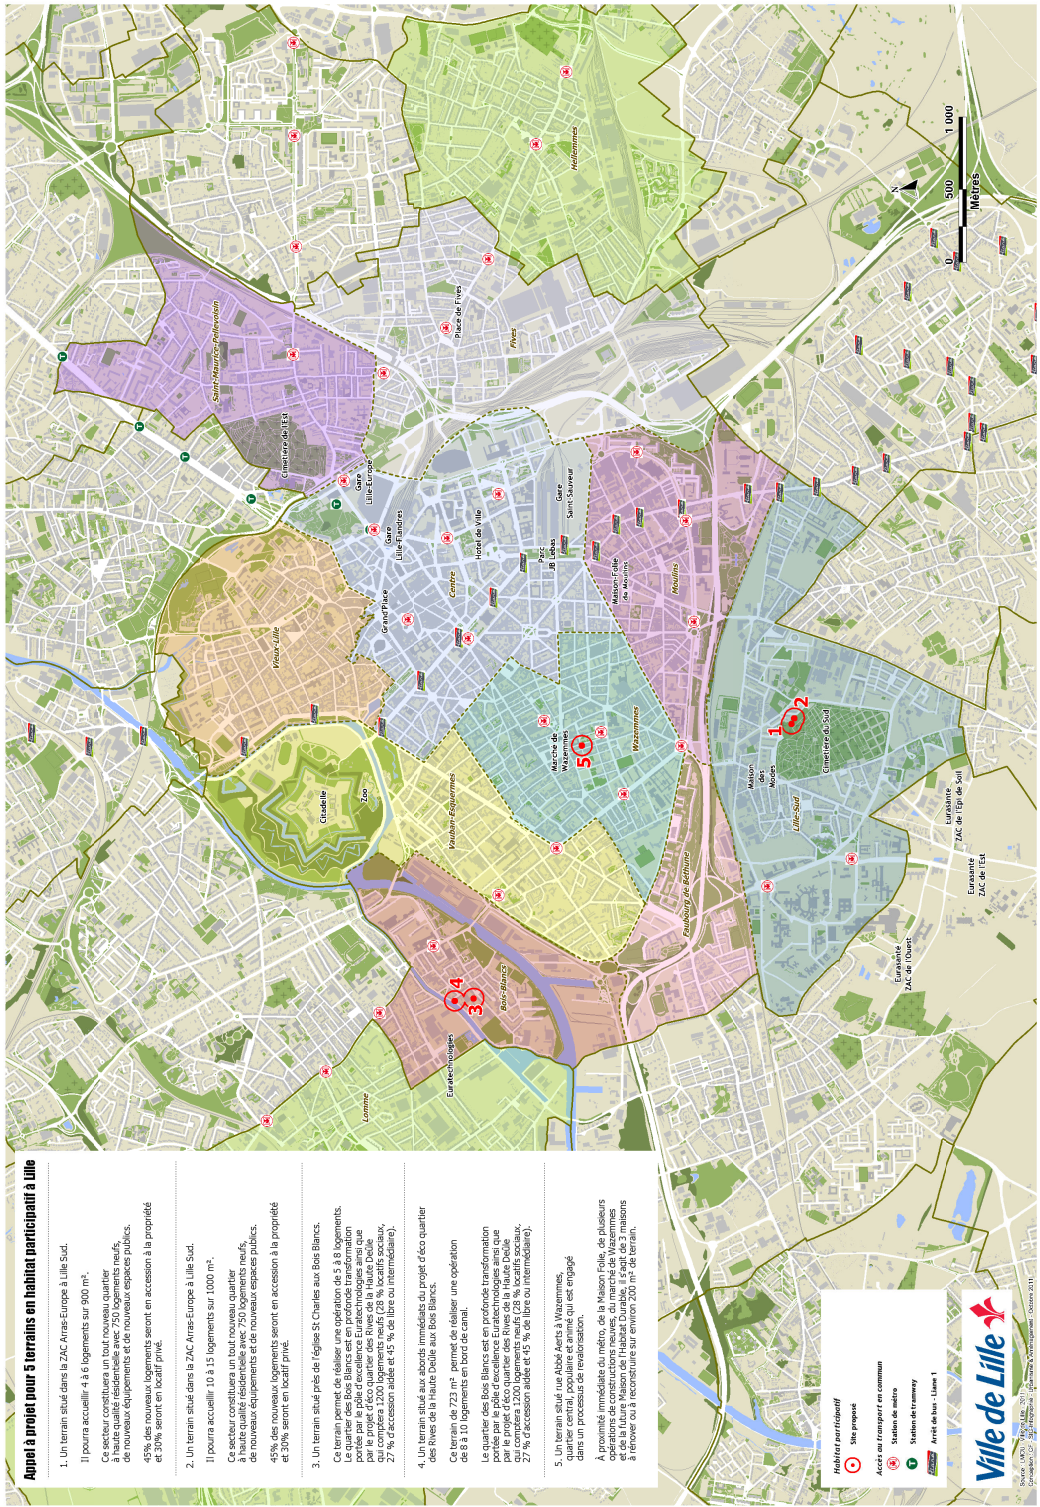 Appel à projet pour 5 terrains en habitat participatif à Lille
1. Un terrain situé dans la ZAC Arras-Europe à Lille Sud.
Il pourra accueillir 4 à 6 logements sur 900 m².
Ce secteur constituera un tout nouveau quartier
à haute qualité résidentielle avec 750 logements neufs,
de nouveaux équipements et de nouveaux espaces publics.
45% des nouveaux logements seront en accession à la propriété
et 30% seront en locatif privé.
2. Un terrain situé dans la ZAC Arras-Europe à Lille Sud.
Il pourra accueillir 10 à 15 logements sur 1000 m².
Ce secteur constituera un tout nouveau quartier
à haute qualité résidentielle avec 750 logements neufs,
de nouveaux équipements et de nouveaux espaces publics.
45% des nouveaux logements seront en accession à la propriété
et 30% seront en locatif privé.
3. Un terrain situé près de l'église St Charles aux Bois Blancs.
Ce terrain permet de réaliser une opération de 5 à 8 logements.
Le quartier des Bois Blancs est en profonde transformation
portée par le pôle d'excellence Euratechnologies ainsi que
par le projet d'éco quartier des Rives de la Haute Deûle
qui comptera 1200 logements neufs (28 % locatifs sociaux,
27 % d'accession aidée et 45 % de libre ou intermédiaire).
4. Un terrain situé aux abords immédiats du projet d'éco quartier
des Rives de la Haute Deûle aux Bois Blancs.
Ce terrain de 723 m² permet de réaliser une opération
de 8 à 10 logements en bord de canal.
Le quartier des Bois Blancs est en profonde transformation
portée par le pôle d'excellence Euratechnologies ainsi que
par le projet d'éco quartier des Rives de la Haute Deûle
qui comptera 1200 logements neufs (28 % locatifs sociaux,
27 % d'accession aidée et 45 % de libre ou intermédiaire).
5. Un terrain situé rue Abbé Aerts à Wazemmes,
quartier central, populaire et animé qui est engagé
dans un processus de revalorisation.
À proximité immédiate du métro, de la Maison Folie, de plusieurs
opérations de constructions neuves, du marché de Wazemmes
et de la future Maison de l'Habitat Durable, il s'agit de 3 maisons
à rénover ou à reconstruire sur environ 200 m² de terrain.
Habitat participatif
Site proposé
Accès au transport en commun
Station de métro
T
Station de tramway
Arrêt de bus - Liane 1
Ville de Lille
Lomme
Euratechnologies
Bois-Blancs
4
3
Citadelle
Zoo
Vauban-Esquermes
Faubourg de Béthune
Vieux-Lille
Marché de
Wazemmes
5
Wazemmes
Maison
des
Modes
1
2
Lille-Sud
Cimetière du Sud
Eurasanté
ZAC de l'Ouest
Eurasanté
ZAC de l'Est
Eurasanté
ZAC de l'Epi de Soil
Grand'Place
Centre
Gare
Lille-Flandres
Gare
Lille-Europe
Hotel de Ville
Parc
JB Lebas
Gare
Saint-Sauveur
Maison-Folie
de Moulins
Moulins
T
T
T
T
T
Cimetière de l'Est
Saint-Maurice-Pellevoisin
Place de Fives
Fives
Hellemmes
N
0
500
1 000
Mètres